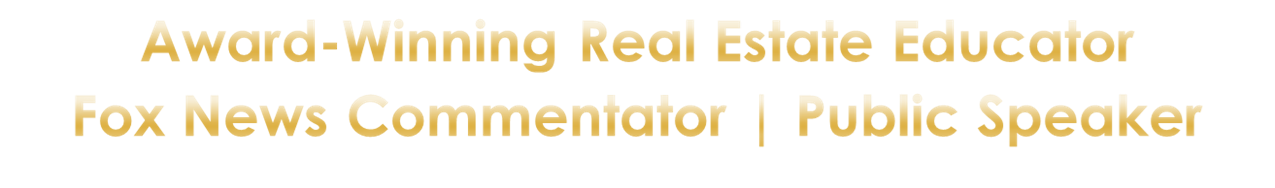 Award-Winning Real Estate Educator
Fox News Commentator | Public Speaker